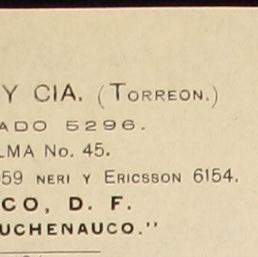 Y CIA. (TORREON.)
ADO 5296.
LMA No. 45.
59 NERI Y ERICSSON 6154.
CO, D. F.
UCHENAUCO."